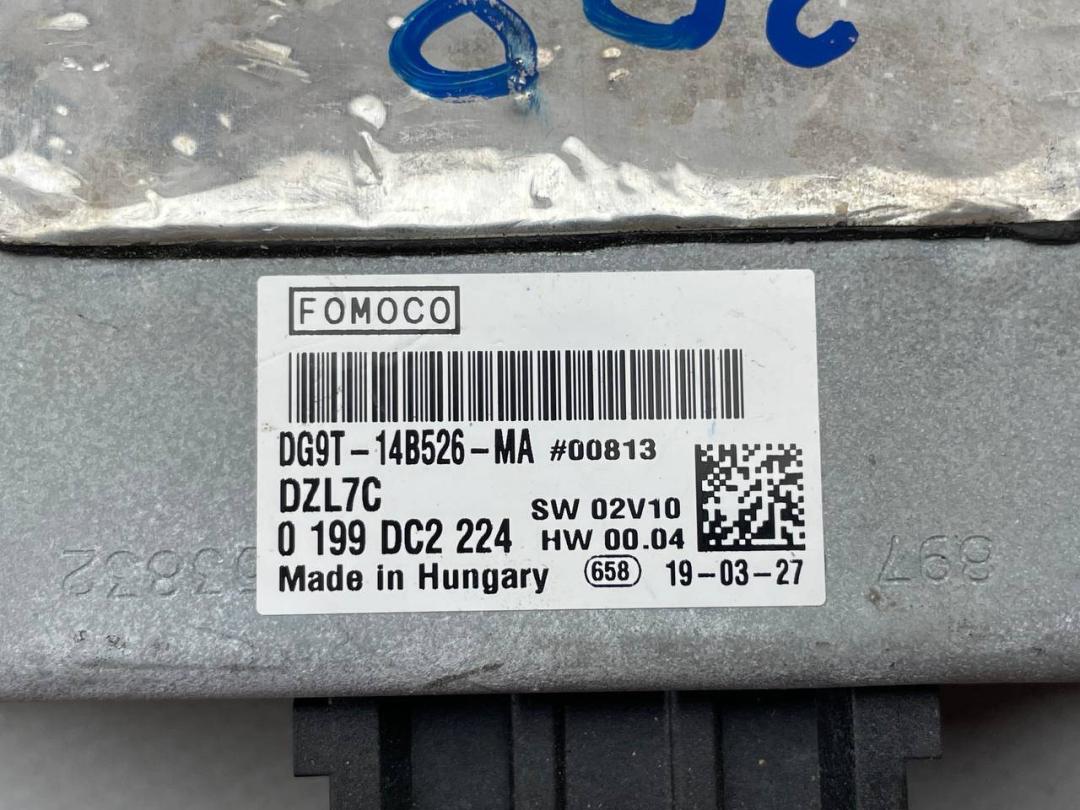 FOMOCO
DG9T-14B526-MA #00813
DZL7C
SW 02V10
0 199 DC2 224
HW 00.04
Made in Hungary 658 19-03-27